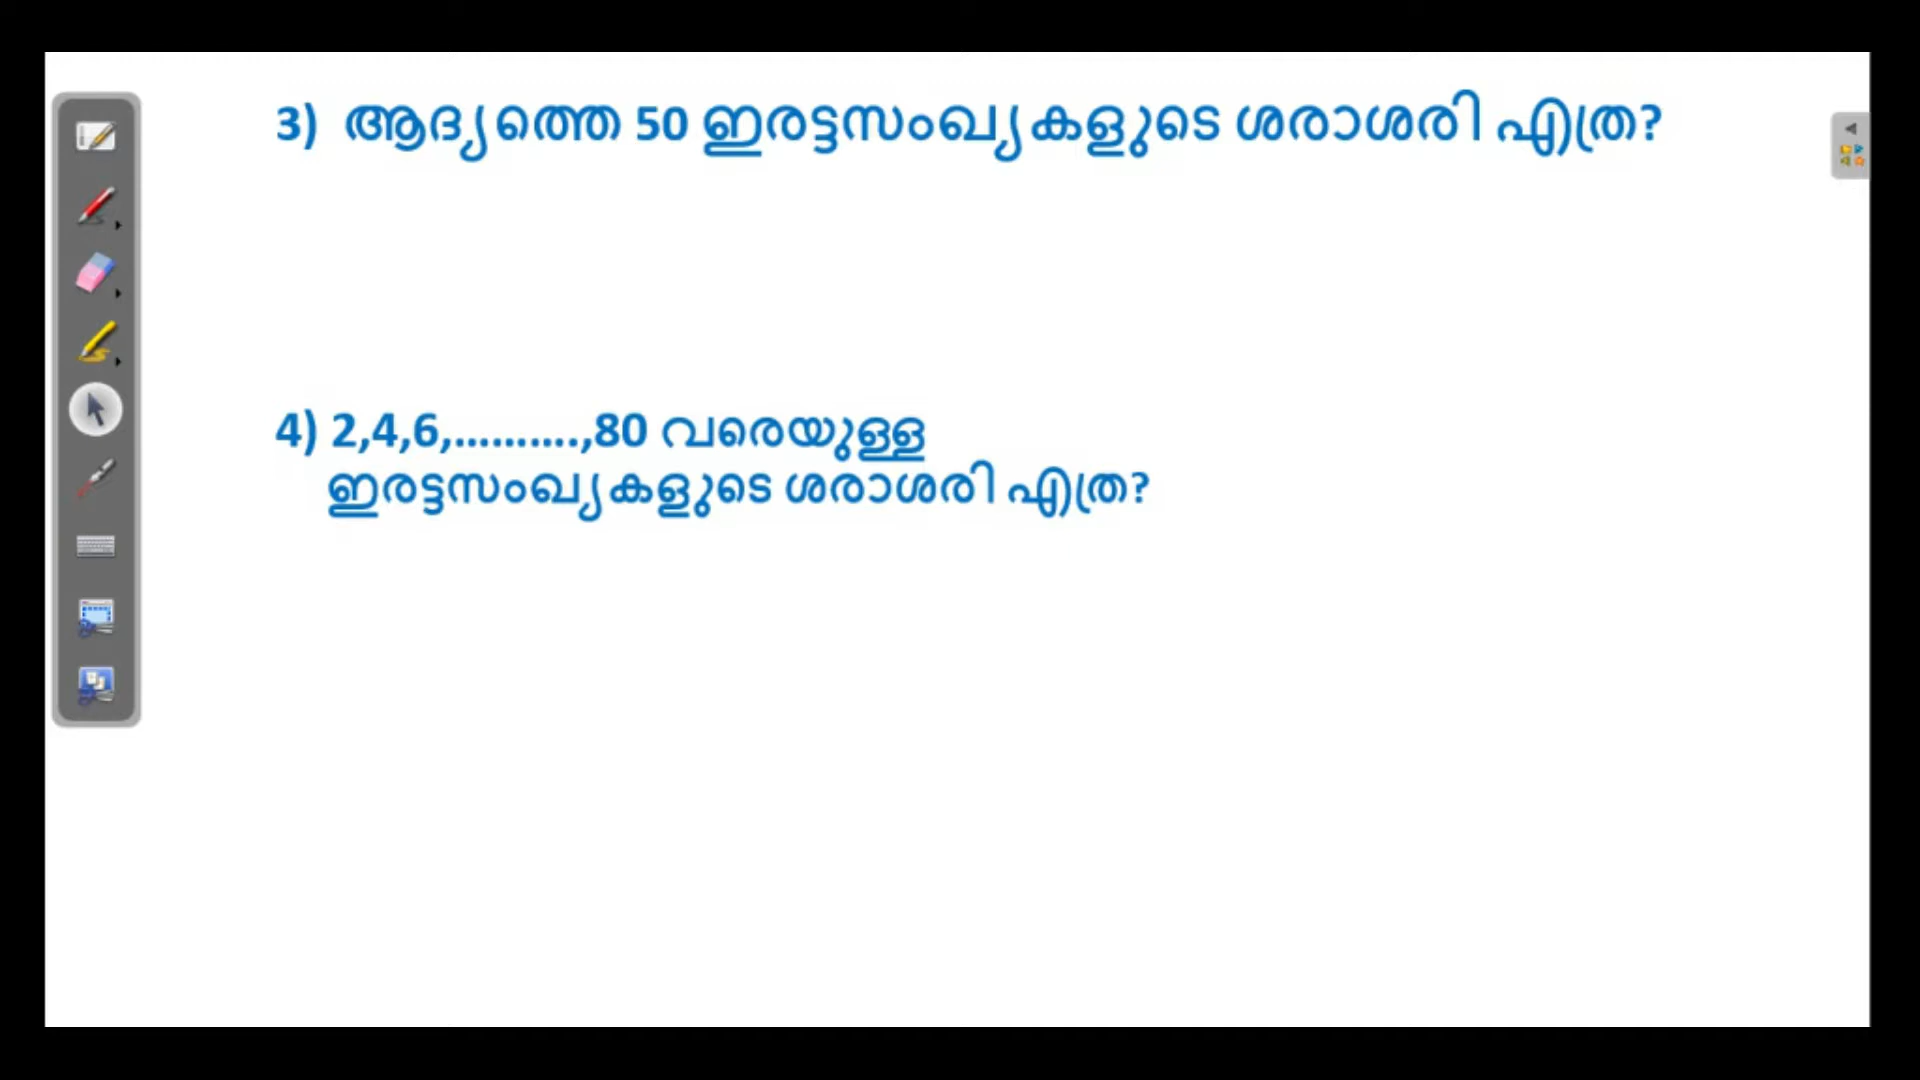 3) ആദ്യത്തെ 50 ഇരട്ടസംഖ്യകളുടെ ശരാശരി എത്ര?
4) 2,4,6,..........,80 വരെയുള്ള
ഇരട്ടസംഖ്യകളുടെ ശരാശരി എത്ര?